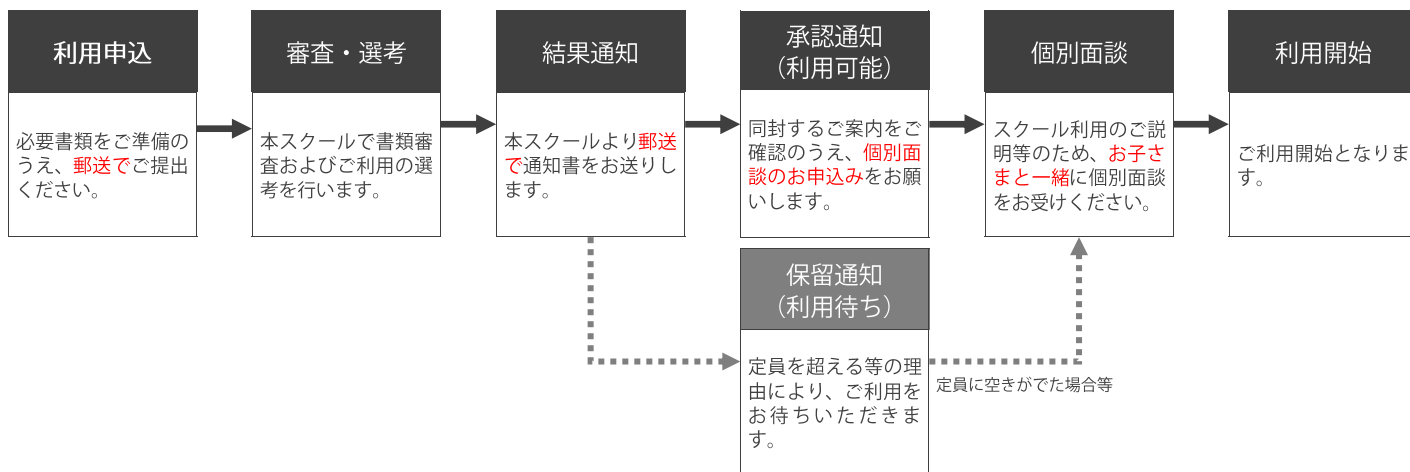 利用申込
必要書類をご準備の
うえ、郵送でご提出
ください。
審査・選考
本スクールで書類審
査およびご利用の選
考を行います。
結果通知
本スクールより郵送
で通知書をお送りし
ます。
承認通知
（利用可能）
同封するご案内をご
確認のうえ、個別面
談のお申込みをお願
いします。
個別面談
スクール利用のご説
明等のため、お子さ
まと一緒に個別面談
をお受けください。
利用開始
ご利用開始となりま
す。
保留通知
（利用待ち）
定員を超える等の理
由により、ご利用を
お待ちいただきま
す。
定員に空きがでた場合等